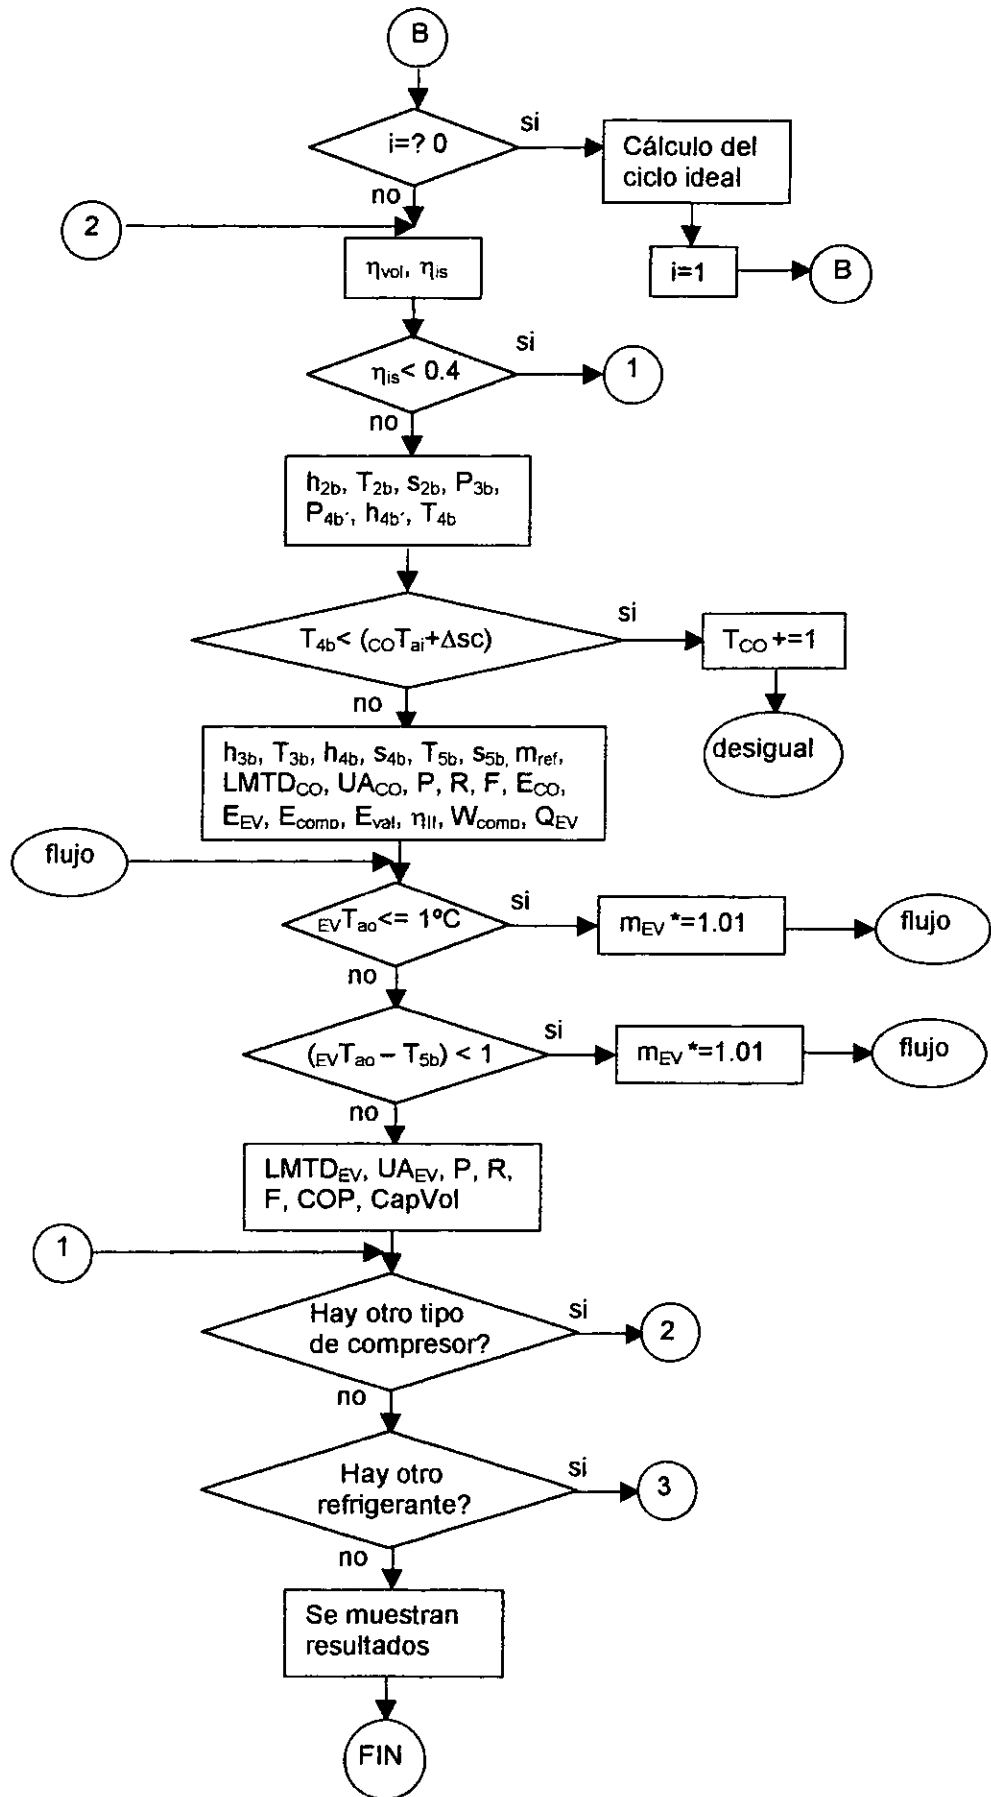 B
i=? 0
si
Cálculo del
ciclo ideal
no
2
ηvol, ηis
i=1
B
ηis< 0.4
si
1
no
h2b, T2b, s2b, P3b,
P4b', h4b', T4b
T4b< (COTai+Δsc)
si
TCO +=1
no
desigual
h3b, T3b, h4b, s4b, T5b, s5b, mref,
LMTDCO, UACO, P, R, F, ECO,
EEV, Ecomp, Eval, ηII, Wcomp, QEV
flujo
EVTao<= 1ºC
si
mEV *=1.01
flujo
no
(EVTao – T5b) < 1
si
mEV *=1.01
flujo
no
LMTDEV, UAEV, P, R,
F, COP, CapVol
1
Hay otro tipo
de compresor?
si
2
no
Hay otro
refrigerante?
si
3
no
Se muestran
resultados
FIN